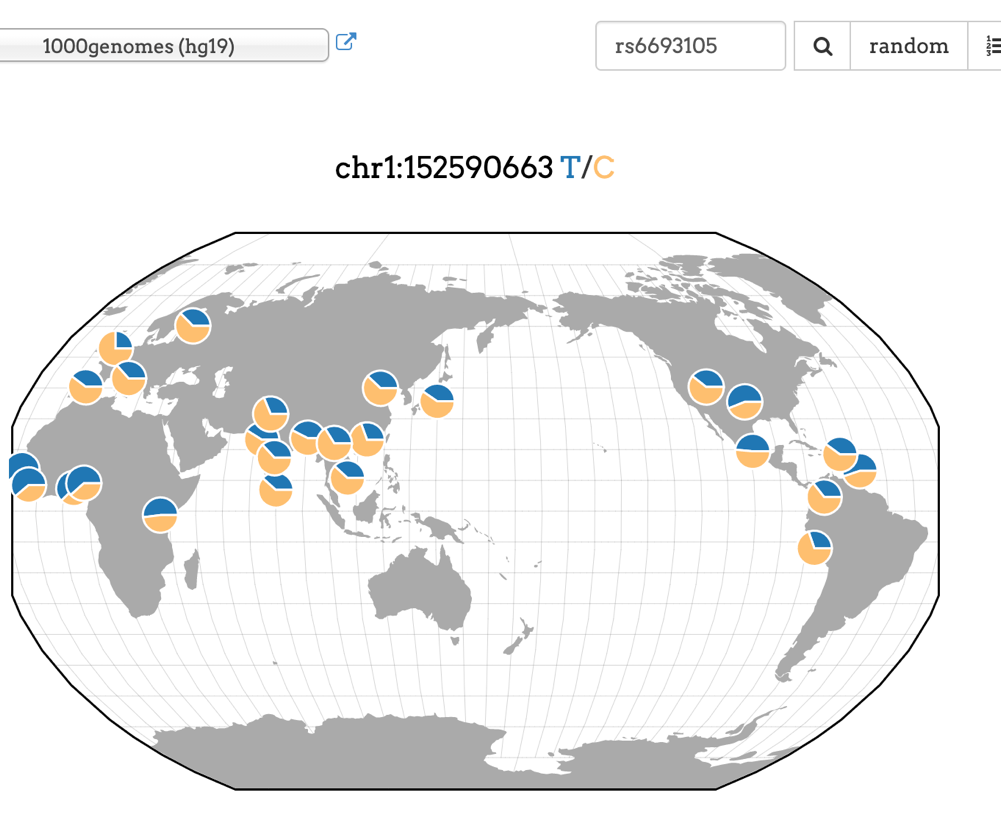 1000genomes (hg19)
rs6693105
random
chr1:152590663 T/C